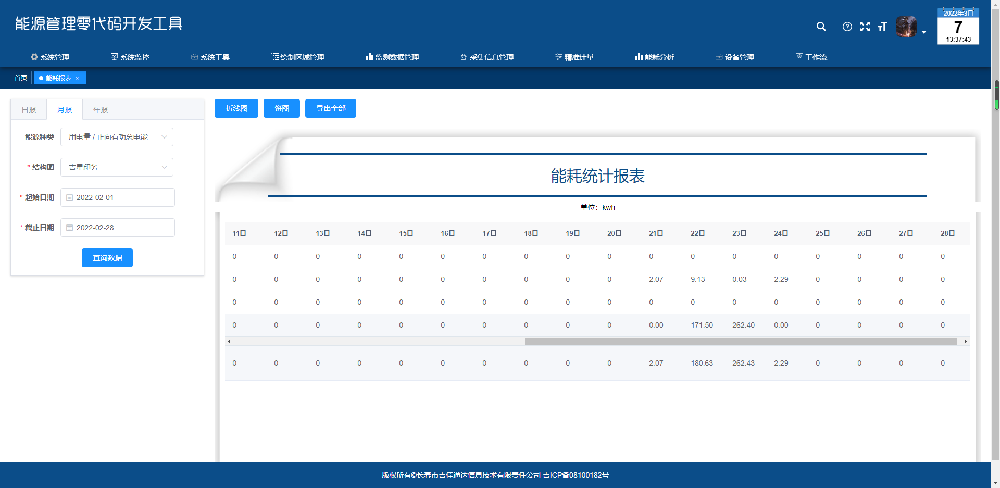 能源管理零代码开发工具
2022年3月
7
13:37:43
系统管理 系统监控 系统工具 绘制区域管理 监测数据管理 采集信息管理 精准计量 能耗分析 设备管理 工作流
首页 能耗报表 ×
日报 月报 年报
能源种类 用电量 / 正向有功总电能
* 结构图 吉星印务
* 起始日期 2022-02-01
* 截止日期 2022-02-28
查询数据
折线图 饼图 导出全部
能耗统计报表
单位：kwh
11日 12日 13日 14日 15日 16日 17日 18日 19日 20日 21日 22日 23日 24日 25日 26日 27日 28日
0 0 0 0 0 0 0 0 0 0 0 0 0 0 0 0 0 0
0 0 0 0 0 0 0 0 0 0 2.07 9.13 0.03 2.29 0 0 0 0
0 0 0 0 0 0 0 0 0 0 0 0 0 0 0 0 0 0
0 0 0 0 0 0 0 0 0 0 0.00 171.50 262.40 0.00 0 0 0 0
0 0 0 0 0 0 0 0 0 0 2.07 180.63 262.43 2.29 0 0 0 0
版权所有©长春市吉佳通达信息技术有限责任公司 吉ICP备08100182号